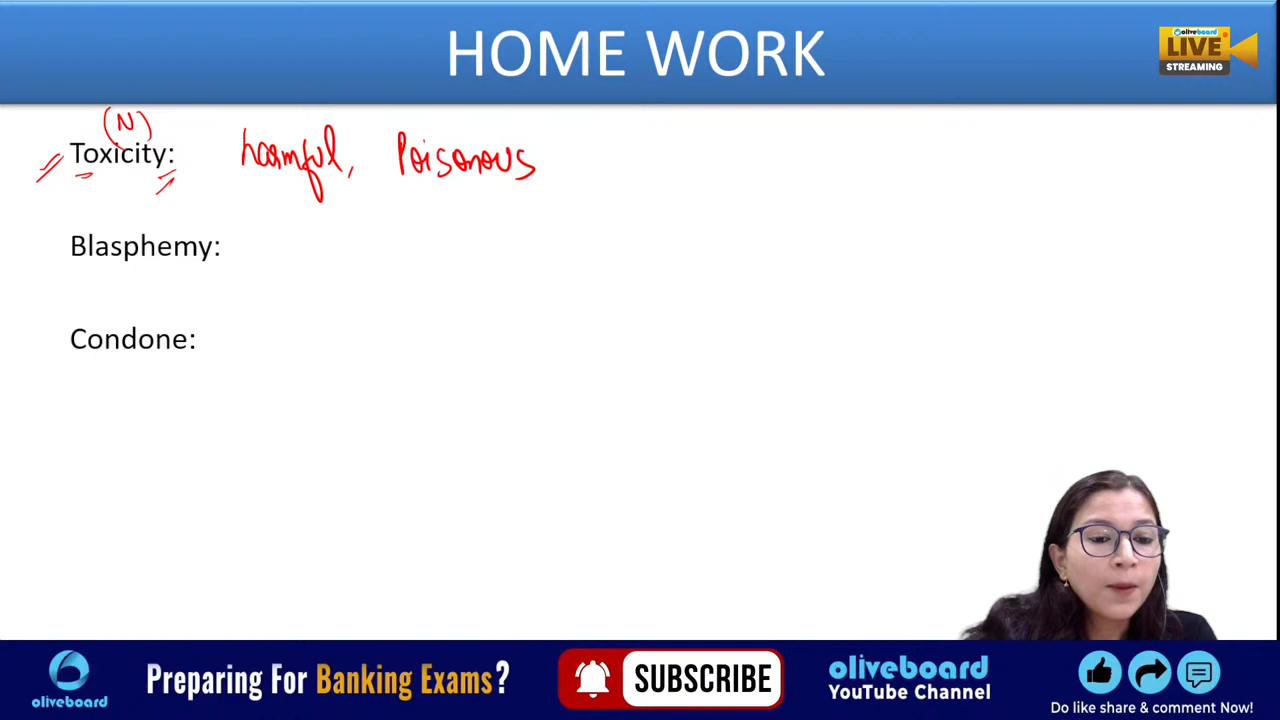 HOME WORK
oliveboard
LIVE
STREAMING
(N)
Toxicity: harmful, Poisonous
Blasphemy:
Condone:
oliveboard
Preparing For Banking Exams?
SUBSCRIBE
oliveboard
YouTube Channel
Do like share & comment Now!